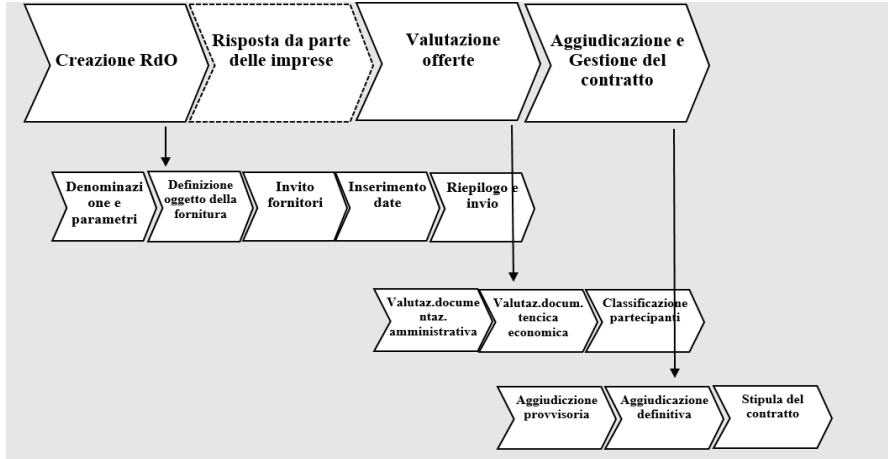 Creazione RdO
Risposta da parte
delle imprese
Valutazione
offerte
Aggiudicazione e
Gestione del
contratto
Denominazi
one e
parametri
Definizione
oggetto della
fornitura
Invito
fornitori
Inserimento
date
Riepilogo e
invio
Valutaz.docume
ntaz.
amministrativa
Valutaz.docum.
tencica
economica
Classificazione
partecipanti
Aggiudiczione
provvisoria
Aggiudicazione
definitiva
Stipula del
contratto